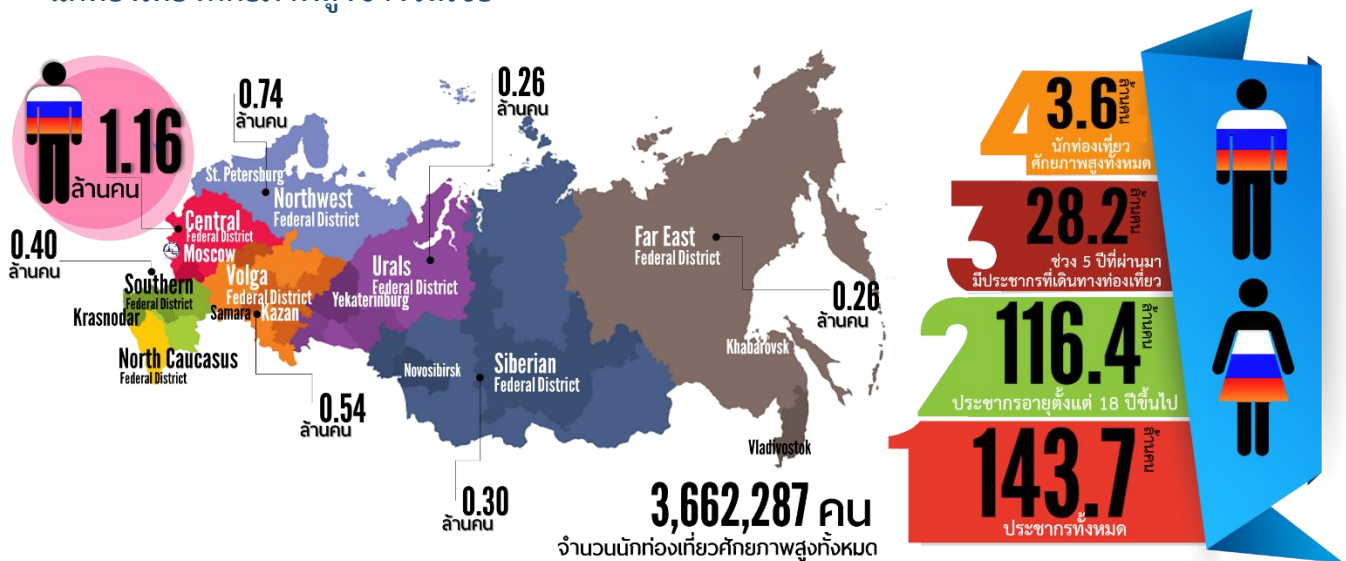 0.26
ล้านคน
0.74
ล้านคน
1.16
ล้านคน
St. Petersburg
Northwest
Federal District
Central
Federal District
Moscow
0.40
ล้านคน
Southern
Federal District
Krasnodar
North Caucasus
Federal District
Volga
Federal District
Samara
Kazan
Urals
Federal District
Yekaterinburg
Far East
Federal District
0.26
ล้านคน
Khabarovsk
Novosibirsk
Siberian
Federal District
Vladivostok
0.54
ล้านคน
0.30
ล้านคน
3,662,287 คน
จำนวนนักท่องเที่ยวศักยภาพสูงทั้งหมด
4
3.6
ล้านคน
นักท่องเที่ยว
ศักยภาพสูงทั้งหมด
3
28.2
ล้านคน
ช่วง 5 ปีที่ผ่านมา
มีประชากรที่เดินทางท่องเที่ยว
2
116.4
ล้านคน
ประชากรอายุตั้งแต่ 18 ปีขึ้นไป
1
143.7
ล้านคน
ประชากรทั้งหมด